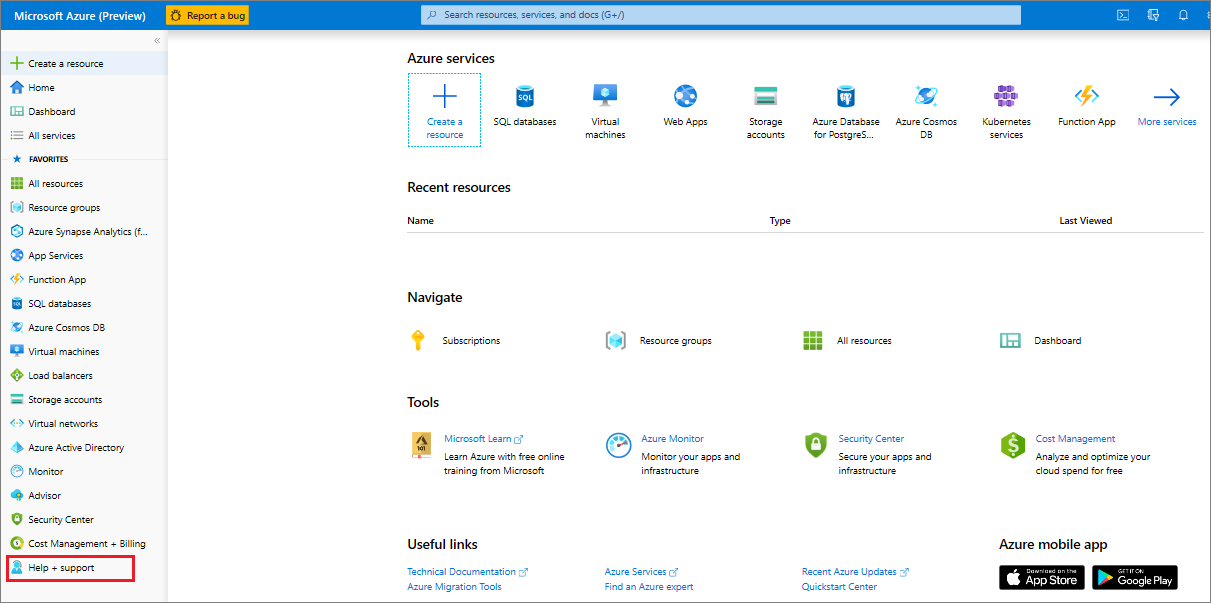 Microsoft Azure (Preview)
Report a bug
Search resources, services, and docs (G+/)
«
Create a resource
Home
Dashboard
All services
FAVORITES
All resources
Resource groups
Azure Synapse Analytics (f...
App Services
Function App
SQL databases
Azure Cosmos DB
Virtual machines
Load balancers
Storage accounts
Virtual networks
Azure Active Directory
Monitor
Advisor
Security Center
Cost Management + Billing
Help + support
Azure services
Create a
resource
SQL
SQL databases
Virtual
machines
Web Apps
Storage
accounts
Azure Database
for PostgreS...
Azure Cosmos
DB
Kubernetes
services
Function App
More services
Recent resources
Name Type Last Viewed
Navigate
Subscriptions
Resource groups
All resources
Dashboard
Tools
101
Microsoft Learn
Learn Azure with free online
training from Microsoft
Azure Monitor
Monitor your apps and
infrastructure
Security Center
Secure your apps and
infrastructure
$
Cost Management
Analyze and optimize your
cloud spend for free
Useful links
Technical Documentation
Azure Services
Recent Azure Updates
Azure Migration Tools
Find an Azure expert
Quickstart Center
Azure mobile app
Download on the
App Store
GET IT ON
Google Play